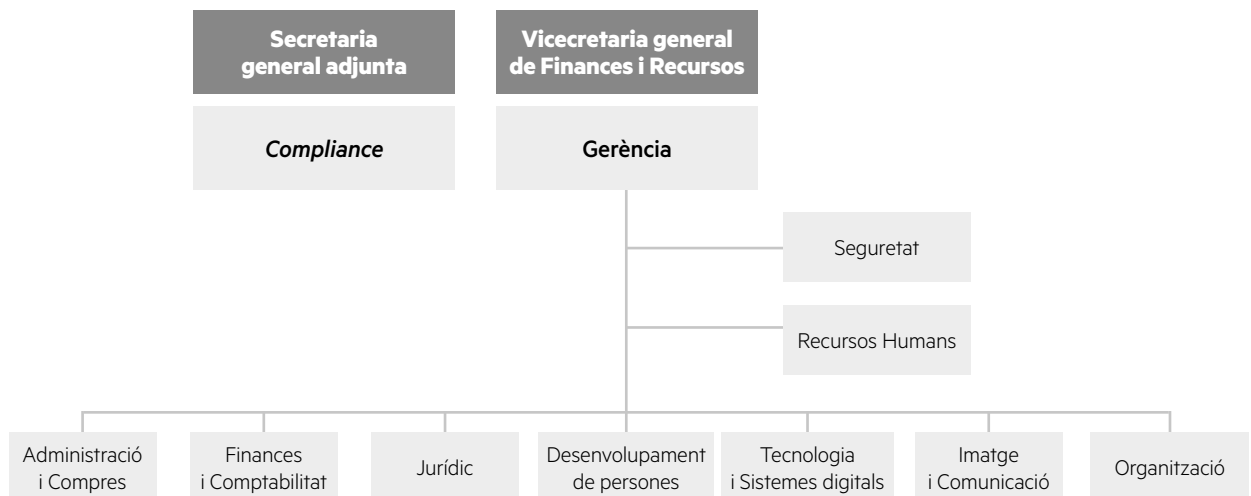 Secretaria
general adjunta
Vicecretaria general
de Finances i Recursos
Compliance
Gerència
Seguretat
Recursos Humans
Administració
i Compres
Finances
i Comptabilitat
Jurídic
Desenvolupament
de persones
Tecnologia
i Sistemes digitals
Imatge
i Comunicació
Organització